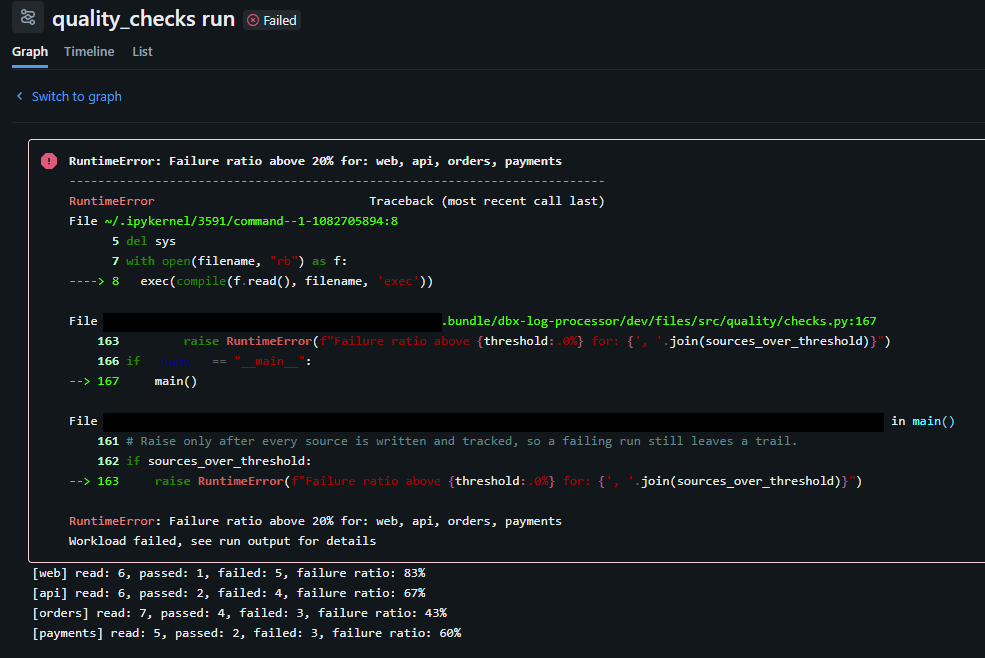 quality_checks run Failed
Graph Timeline List
Switch to graph
RuntimeError: Failure ratio above 20% for: web, api, orders, payments
---------------------------------------------------------------------------
RuntimeError                              Traceback (most recent call last)
File ~/.ipykernel/3591/command--1-1082705894:8
      5 del sys
      7 with open(filename, "rb") as f:
----> 8   exec(compile(f.read(), filename, 'exec'))
File .bundle/dbx-log-processor/dev/files/src/quality/checks.py:167
    163         raise RuntimeError(f"Failure ratio above {threshold:.0%} for: {', '.join(sources_over_threshold)}")
    166 if __name__ == "__main__":
--> 167     main()
File in main()
    161 # Raise only after every source is written and tracked, so a failing run still leaves a trail.
    162 if sources_over_threshold:
--> 163     raise RuntimeError(f"Failure ratio above {threshold:.0%} for: {', '.join(sources_over_threshold)}")
RuntimeError: Failure ratio above 20% for: web, api, orders, payments
Workload failed, see run output for details
[web] read: 6, passed: 1, failed: 5, failure ratio: 83%
[api] read: 6, passed: 2, failed: 4, failure ratio: 67%
[orders] read: 7, passed: 4, failed: 3, failure ratio: 43%
[payments] read: 5, passed: 2, failed: 3, failure ratio: 60%